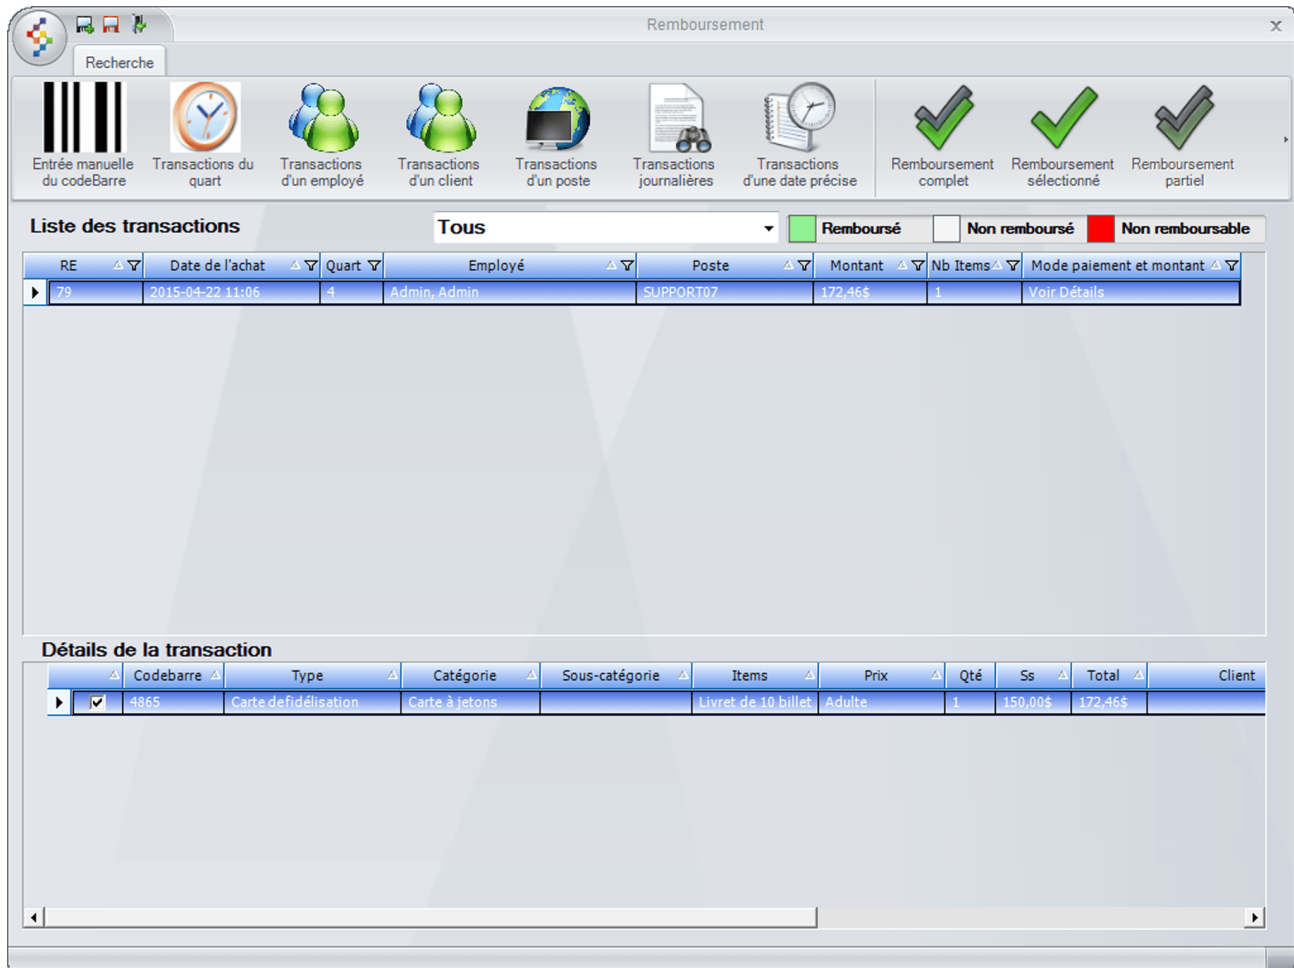 Remboursement
x
Recherche
Entrée manuelle du codeBarre
Transactions du quart
Transactions d'un employé
Transactions d'un client
Transactions d'un poste
Transactions journalières
Transactions d'une date précise
Remboursement complet
Remboursement sélectionné
Remboursement partiel
Liste des transactions Tous Remboursé Non remboursé Non remboursable
RE Date de l'achat Quart Employé Poste Montant Nb Items Mode paiement et montant
79 2015-04-22 11:06 4 Admin, Admin SUPPORT07 172,46$ 1 Voir Détails
Détails de la transaction
Codebarre Type Catégorie Sous-catégorie Items Prix Qté Ss Total Client
4865 Carte defidélisation Carte à jetons Livret de 10 billet Adulte 1 150,00$ 172,46$